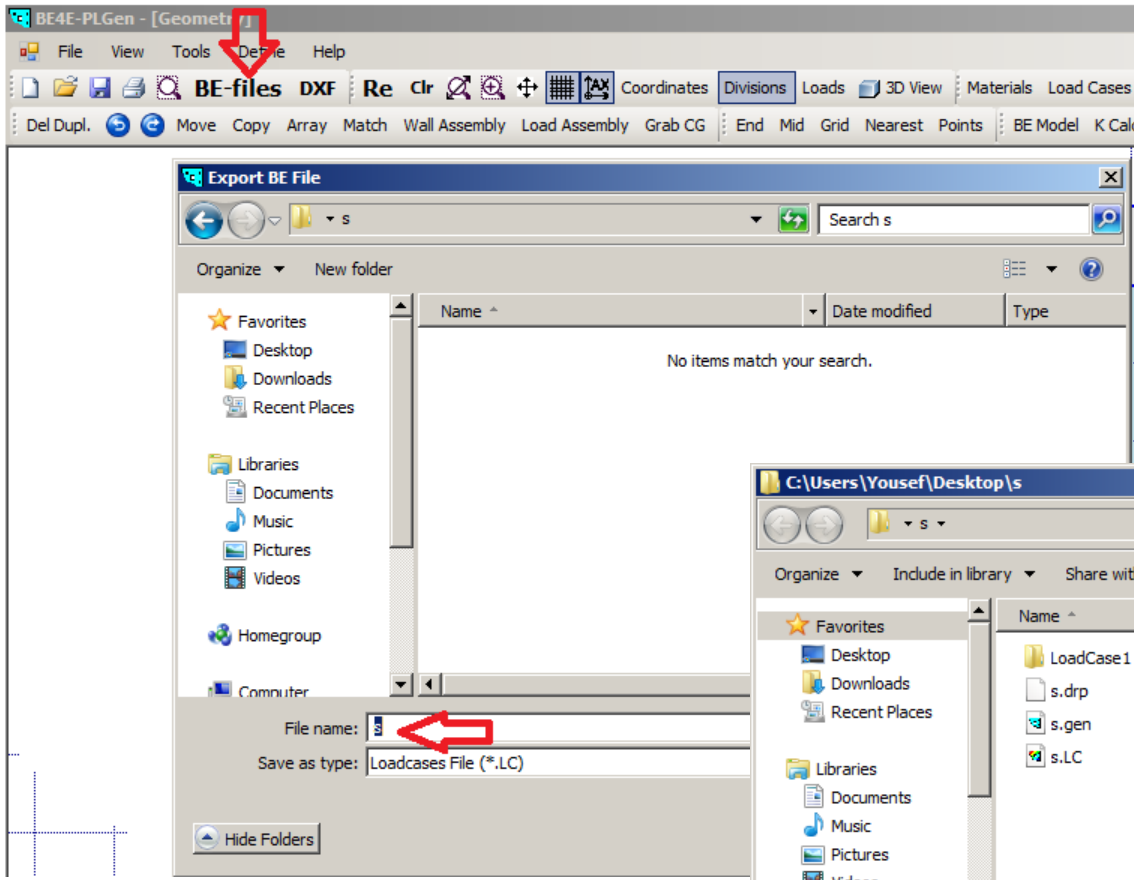 BE4E-PLGen - [Geometry]
File View Tools Define Help
BE-files DXF Re Clr Coordinates Divisions Loads 3D View Materials Load Cases
Del Dupl. Move Copy Array Match Wall Assembly Load Assembly Grab CG End Mid Grid Nearest Points BE Model K Calc
Export BE File
s
Search s
Organize New folder
Name Date modified Type
Favorites
No items match your search.
Desktop
Downloads
Recent Places
Libraries
Documents
Music
Pictures
Videos
Homegroup
Computer
File name: s
Save as type: Loadcases File (*.LC)
Hide Folders
C:\Users\Yousef\Desktop\s
s
Organize Include in library Share wit
Name
Favorites
Desktop
Downloads
Recent Places
Libraries
Documents
Music
Pictures
Videos
LoadCase1
s.drp
s.gen
s.LC